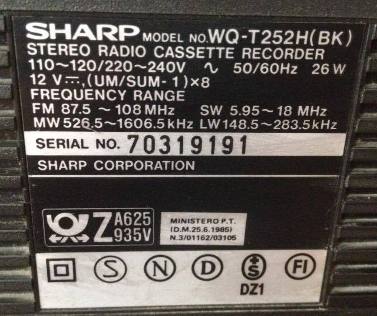 SHARP MODEL NO. WQ-T252H(BK)
STEREO RADIO CASSETTE RECORDER
110~120/220~240V ∿ 50/60Hz 26W
12 V ⎓, (UM/SUM-1)×8
FREQUENCY RANGE
FM 87.5~108 MHz SW 5.95~18 MHz
MW 526.5~1606.5 kHz LW 148.5~283.5 kHz
SERIAL NO. 70319191
SHARP CORPORATION
Z A625
935V
MINISTERO P.T.
(D.M.25.6.1985)
N.3/01162/03105
S N D S FI
DZ1